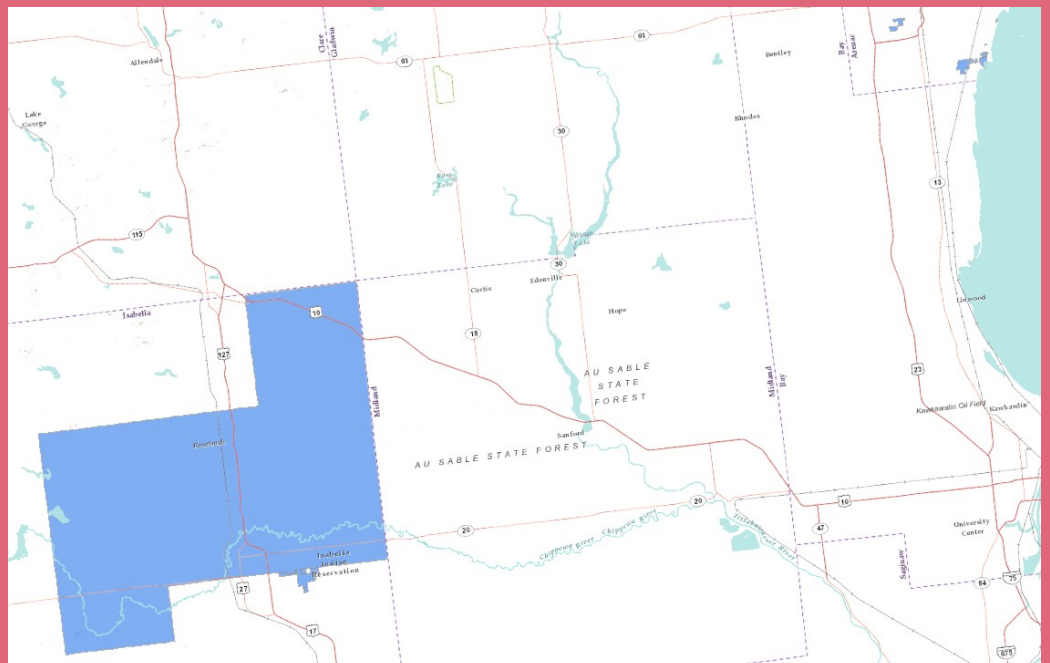 Clare
Gladwin
61
61
Bentley
Bay
Arenac
Allendale
Lake
George
Rhodes
30
13
115
Lake
30
Edenville
Isabella
10
Curtis
Linwood
Hope
18
127
AU SABLE
STATE
FOREST
23
Midland
Midland
Bay
Kawkawlin Oil Field
Kawkawlin
Rosebush
Sanford
AU SABLE STATE FOREST
20
20
10
Chippewa River
Chippewa River
Tittabawassee River
47
University
Center
Isabella
Indian
Reservation
Saginaw
27
84
75
17
675